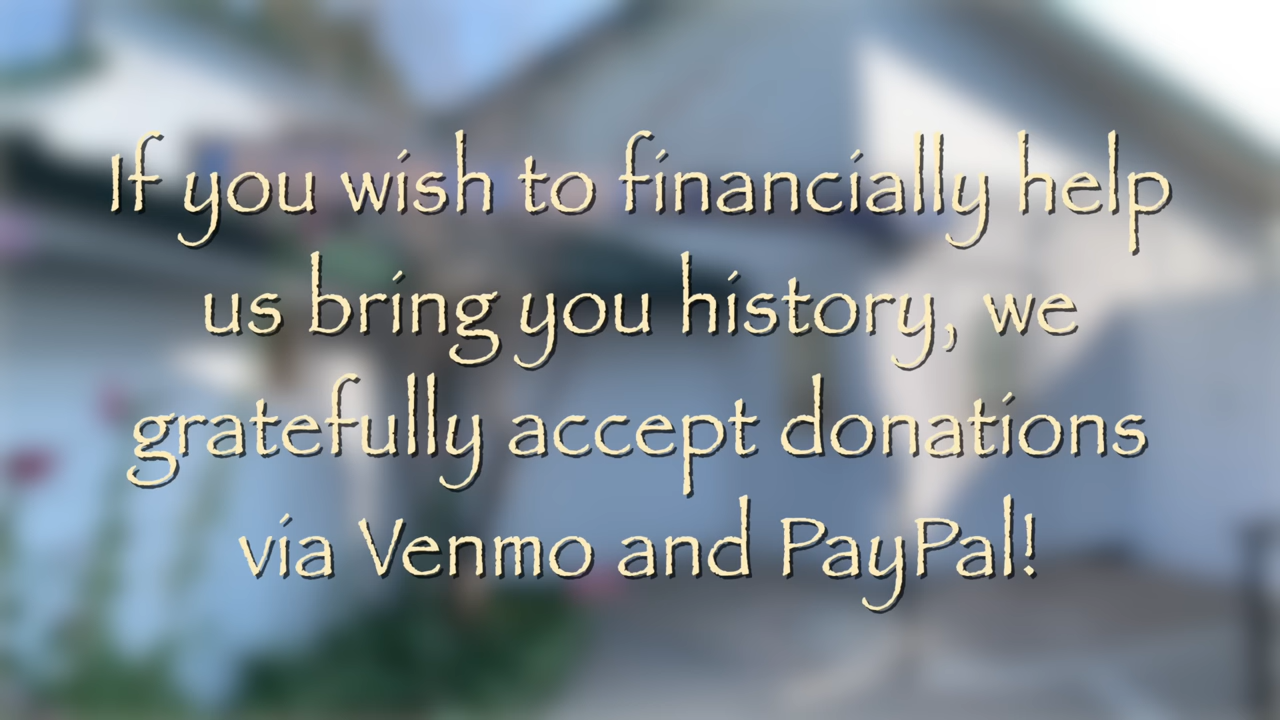 If you wish to financially help
us bring you history, we
gratefully accept donations
via Venmo and PayPal!